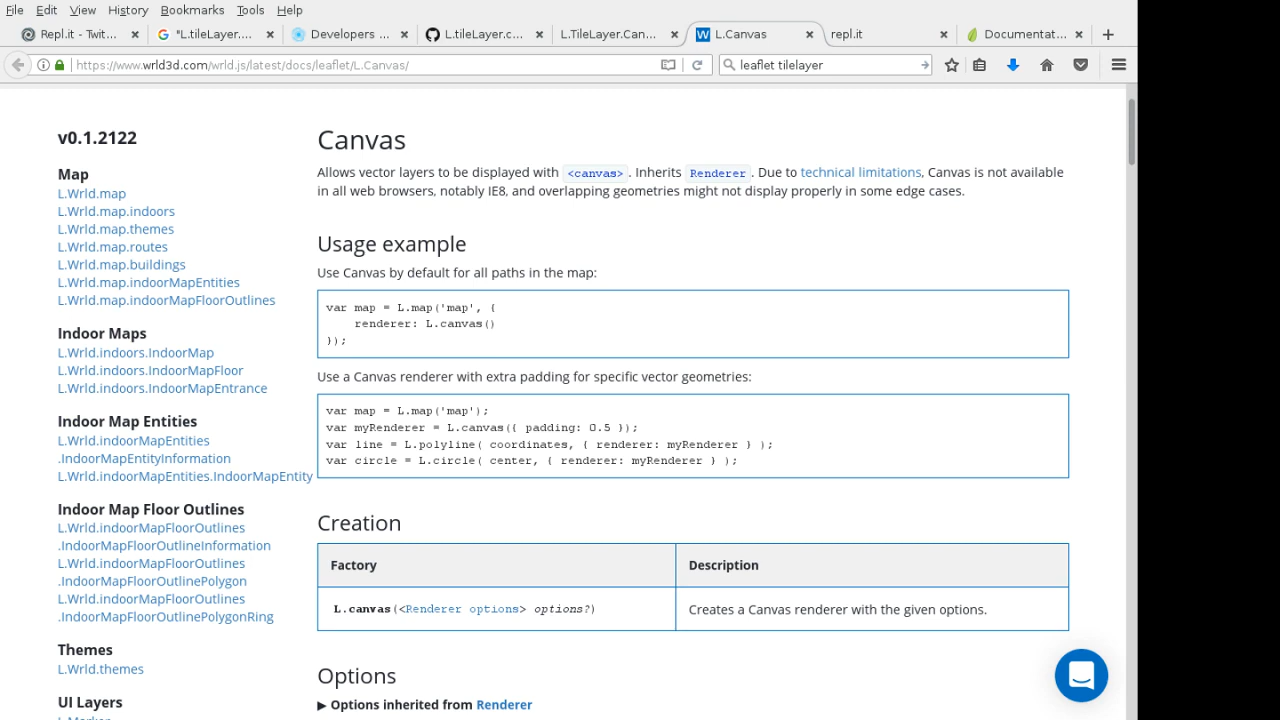 File Edit View History Bookmarks Tools Help
Repl.it - Twit... "L.tileLayer.... Developers ... L.tileLayer.c... L.TileLayer.Can... L.Canvas repl.it Documentat...
https://www.wrld3d.com/wrld.js/latest/docs/leaflet/L.Canvas/ leaflet tilelayer
v0.1.2122
Map
L.Wrld.map
L.Wrld.map.indoors
L.Wrld.map.themes
L.Wrld.map.routes
L.Wrld.map.buildings
L.Wrld.map.indoorMapEntities
L.Wrld.map.indoorMapFloorOutlines
Indoor Maps
L.Wrld.indoors.IndoorMap
L.Wrld.indoors.IndoorMapFloor
L.Wrld.indoors.IndoorMapEntrance
Indoor Map Entities
L.Wrld.indoorMapEntities
.IndoorMapEntityInformation
L.Wrld.indoorMapEntities.IndoorMapEntity
Indoor Map Floor Outlines
L.Wrld.indoorMapFloorOutlines
.IndoorMapFloorOutlineInformation
L.Wrld.indoorMapFloorOutlines
.IndoorMapFloorOutlinePolygon
L.Wrld.indoorMapFloorOutlines
.IndoorMapFloorOutlinePolygonRing
Themes
L.Wrld.themes
UI Layers
Canvas
Allows vector layers to be displayed with <canvas>. Inherits Renderer. Due to technical limitations, Canvas is not available
in all web browsers, notably IE8, and overlapping geometries might not display properly in some edge cases.
Usage example
Use Canvas by default for all paths in the map:
var map = L.map('map', {
    renderer: L.canvas()
});
Use a Canvas renderer with extra padding for specific vector geometries:
var map = L.map('map');
var myRenderer = L.canvas({ padding: 0.5 });
var line = L.polyline( coordinates, { renderer: myRenderer } );
var circle = L.circle( center, { renderer: myRenderer } );
Creation
Factory Description
L.canvas(<Renderer options> options?) Creates a Canvas renderer with the given options.
Options
▶ Options inherited from Renderer